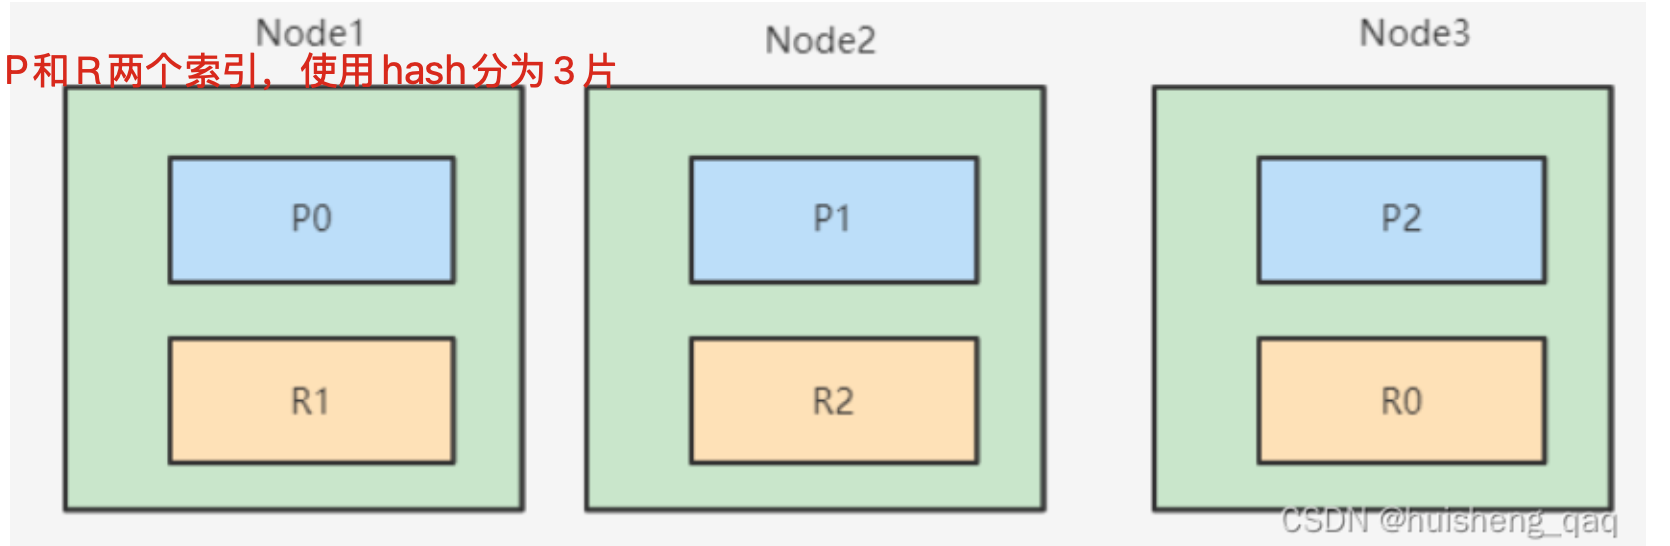 Node1
Node2
Node3
P和R两个索引，使用hash分为3片
P0
P1
P2
R1
R2
R0
CSDN @huisheng_qaq